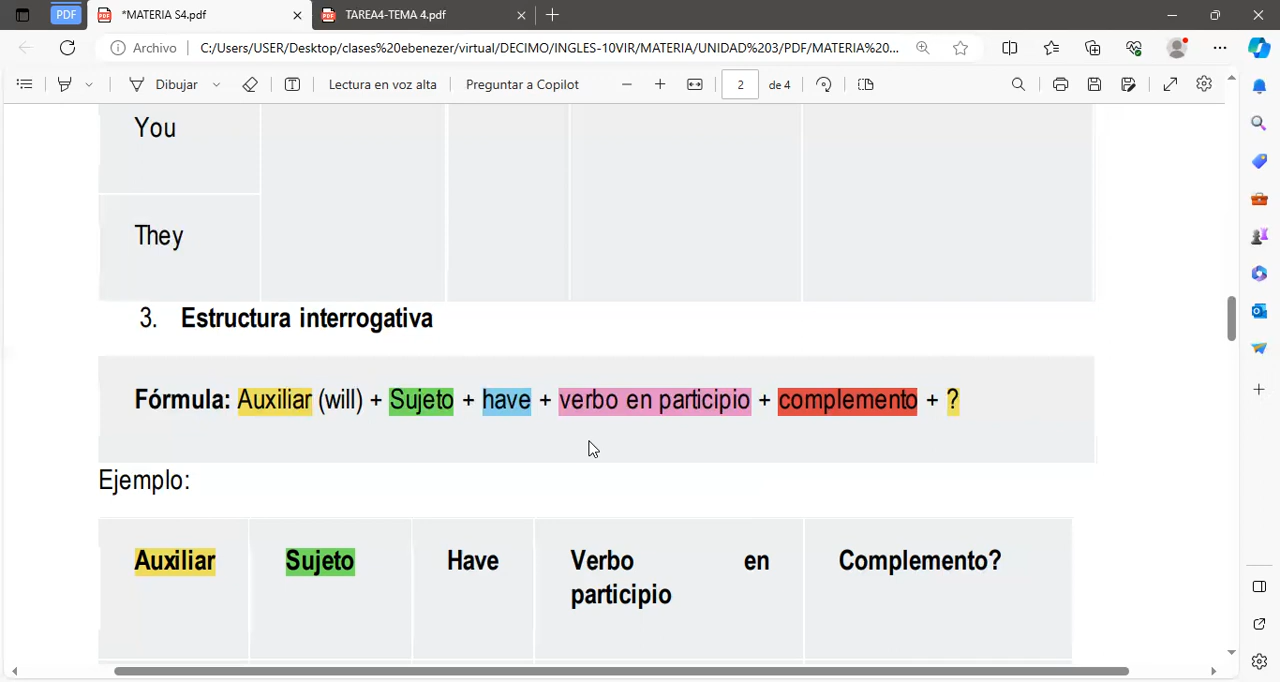 PDF
*MATERIA S4.pdf
TAREA4-TEMA 4.pdf
Archivo
C:/Users/USER/Desktop/clases%20ebenezer/virtual/DECIMO/INGLES-10VIR/MATERIA/UNIDAD%203/PDF/MATERIA%20...
Dibujar
Lectura en voz alta
Preguntar a Copilot
2
de 4
You
They
3. Estructura interrogativa
Fórmula: Auxiliar (will) + Sujeto + have + verbo en participio + complemento + ?
Ejemplo:
Auxiliar Sujeto Have Verbo en Complemento?
participio